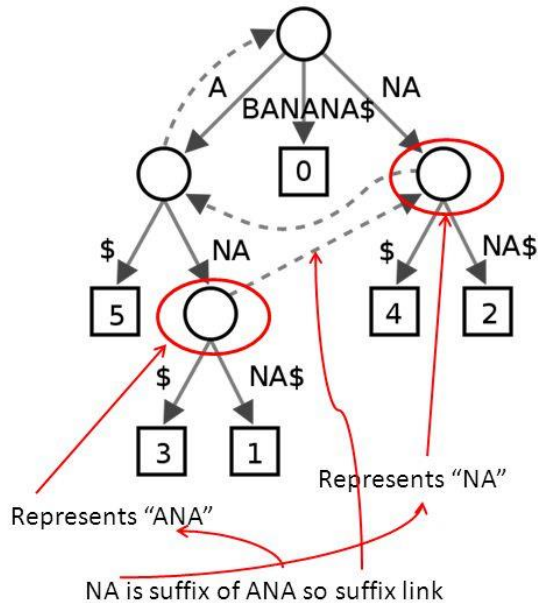 A
BANANA$
NA
0
$
NA
$
NA$
5
4
2
$
NA$
3
1
Represents “NA”
Represents “ANA”
NA is suffix of ANA so suffix link